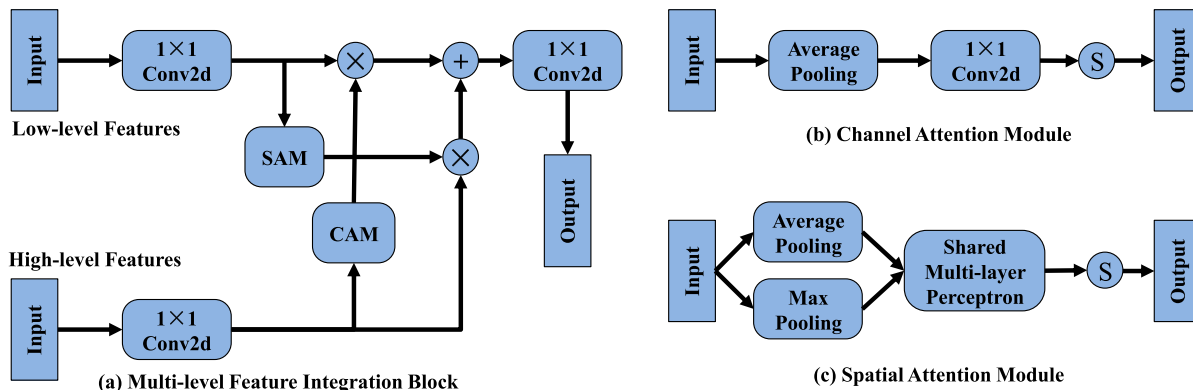 Input
1×1
Conv2d
×
+
1×1
Conv2d
Low-level Features
SAM
×
CAM
Output
High-level Features
Input
1×1
Conv2d
(a) Multi-level Feature Integration Block
Input
Average
Pooling
1×1
Conv2d
S
Output
(b) Channel Attention Module
Input
Average
Pooling
Max
Pooling
Shared
Multi-layer
Perceptron
S
Output
(c) Spatial Attention Module